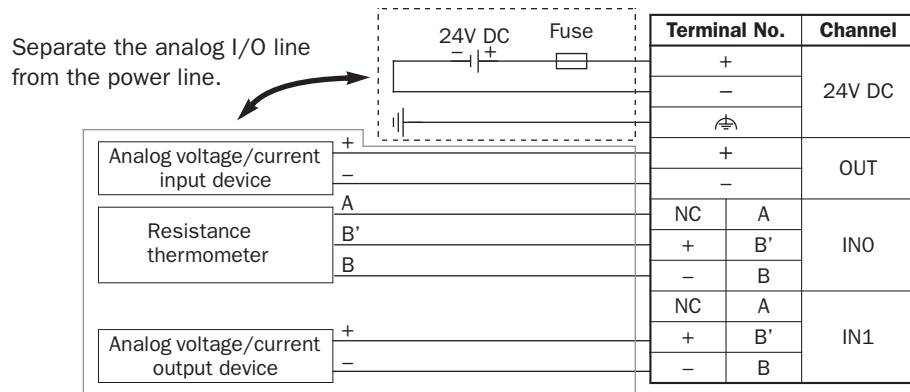 Separate the analog I/O line
from the power line.
24V DC
– +
Fuse
Terminal No. Channel
+
–
24V DC
+
–
OUT
NC A
+ B’
– B
IN0
NC A
+ B’
– B
IN1
Analog voltage/current
input device
+
–
Resistance
thermometer
A
B’
B
Analog voltage/current
output device
+
–